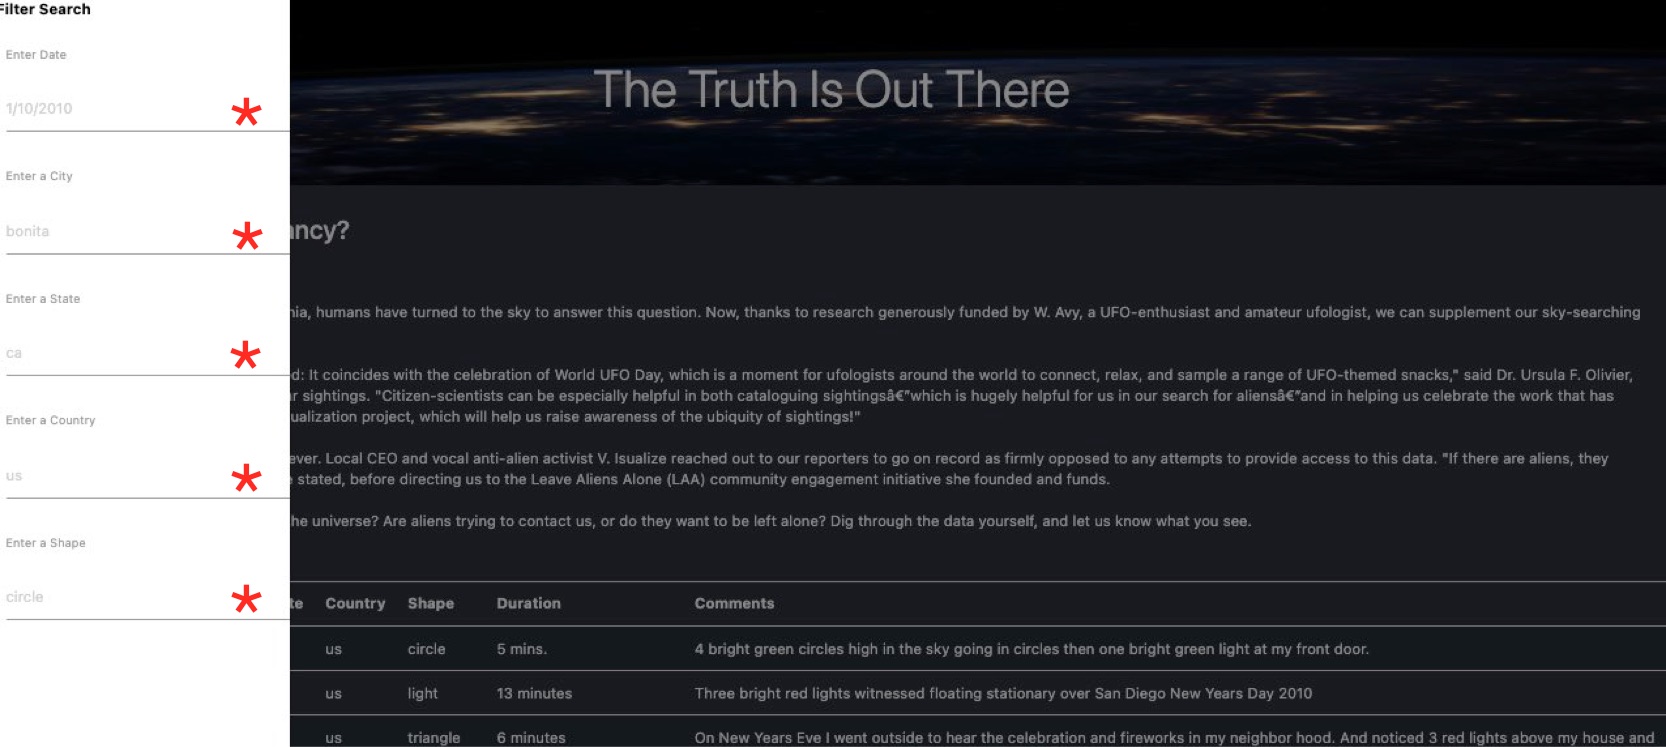 Filter Search
Enter Date
1/10/2010
Enter a City
bonita
Enter a State
ca
Enter a Country
us
Enter a Shape
circle
The Truth Is Out There
ancy?
nia, humans have turned to the sky to answer this question. Now, thanks to research generously funded by W. Avy, a UFO-enthusiast and amateur ufologist, we can supplement our sky-searching
d: It coincides with the celebration of World UFO Day, which is a moment for ufologists around the world to connect, relax, and sample a range of UFO-themed snacks," said Dr. Ursula F. Olivier,
r sightings. "Citizen-scientists can be especially helpful in both cataloguing sightingsâ€"which is hugely helpful for us in our search for aliensâ€"and in helping us celebrate the work that has
ualization project, which will help us raise awareness of the ubiquity of sightings!"
ever. Local CEO and vocal anti-alien activist V. Isualize reached out to our reporters to go on record as firmly opposed to any attempts to provide access to this data. "If there are aliens, they
stated, before directing us to the Leave Aliens Alone (LAA) community engagement initiative she founded and funds.
he universe? Are aliens trying to contact us, or do they want to be left alone? Dig through the data yourself, and let us know what you see.
te Country Shape Duration Comments
us circle 5 mins. 4 bright green circles high in the sky going in circles then one bright green light at my front door.
us light 13 minutes Three bright red lights witnessed floating stationary over San Diego New Years Day 2010
us triangle 6 minutes On New Years Eve I went outside to hear the celebration and fireworks in my neighbor hood. And noticed 3 red lights above my house and